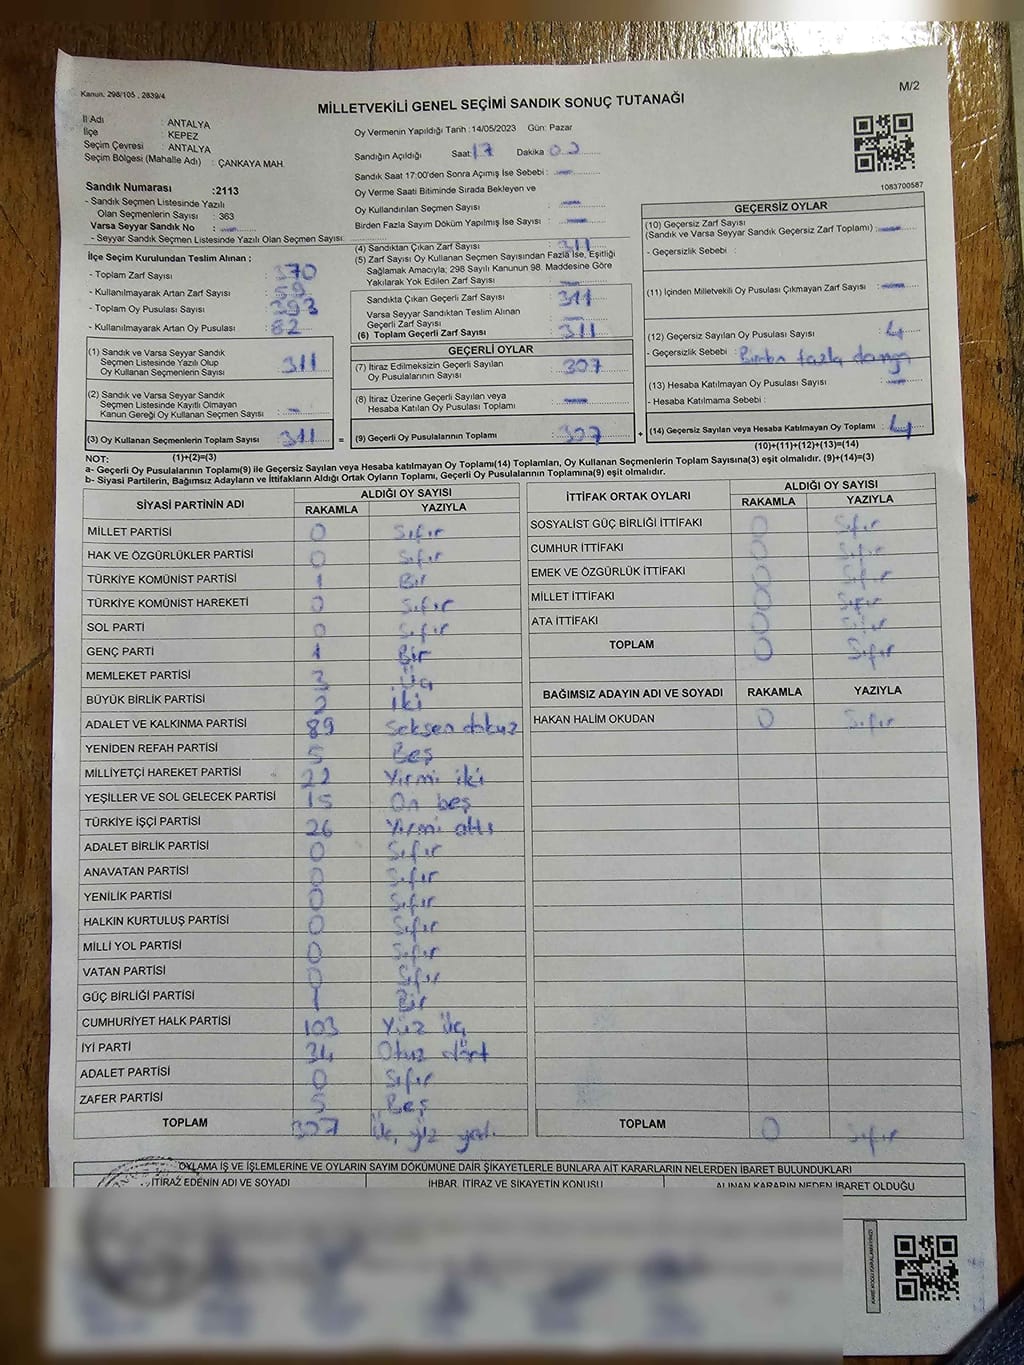 Kanun. 298/105 , 2839/4
M/2
MİLLETVEKİLİ GENEL SEÇİMİ SANDIK SONUÇ TUTANAĞI
İl Adı : ANTALYA
İlçe : KEPEZ
Seçim Çevresi : ANTALYA
Seçim Bölgesi (Mahalle Adı) : ÇANKAYA MAH.
Sandık Numarası :2113
- Sandık Seçmen Listesinde Yazılı
Olan Seçmenlerin Sayısı : 363
Varsa Seyyar Sandık No :
- Seyyar Sandık Seçmen Listesinde Yazılı Olan Seçmen Sayısı:
İlçe Seçim Kurulundan Teslim Alınan ;
- Toplam Zarf Sayısı : 370
- Kullanılmayarak Artan Zarf Sayısı :
- Toplam Oy Pusulası Sayısı : 393
- Kullanılmayarak Artan Oy Pusulası : 82
Oy Vermenin Yapıldığı Tarih :14/05/2023 Gün: Pazar
Sandığın Açıldığı Saat: 17 Dakika 02
Sandık Saat 17:00'den Sonra Açımış İse Sebebi : —
Oy Verme Saati Bitiminde Sırada Bekleyen ve
Oy Kullandırılan Seçmen Sayısı : —
Birden Fazla Sayım Döküm Yapılmış İse Sayısı : —
(4) Sandıktan Çıkan Zarf Sayısı : 311
(5) Zarf Sayısı Oy Kullanan Seçmen Sayısından Fazla İse, Eşitliği
Sağlamak Amacıyla; 298 Sayılı Kanunun 98. Maddesine Göre
Yakılarak Yok Edilen Zarf Sayısı : —
Sandıkta Çıkan Geçerli Zarf Sayısı : 311
Varsa Seyyar Sandıktan Teslim Alınan
Geçerli Zarf Sayısı : —
(6) Toplam Geçerli Zarf Sayısı : 311
1083700587
GEÇERSİZ OYLAR
(10) Geçersiz Zarf Sayısı
(Sandık ve Varsa Seyyar Sandık Geçersiz Zarf Toplamı) : —
- Geçersizlik Sebebi :
(11) İçinden Milletvekili Oy Pusulası Çıkmayan Zarf Sayısı : —
(12) Geçersiz Sayılan Oy Pusulası Sayısı : 4
- Geçersizlik Sebebi : Birden fazla damga
(13) Hesaba Katılmayan Oy Pusulası Sayısı : —
- Hesaba Katılmama Sebebi :
(14) Geçersiz Sayılan veya Hesaba Katılmayan Oy Toplamı : 4
(10)+(11)+(12)+(13)=(14)
(1) Sandık ve Varsa Seyyar Sandık
Seçmen Listesinde Yazılı Olup
Oy Kullanan Seçmenlerin Sayısı : 311
(2) Sandık ve Varsa Seyyar Sandık
Seçmen Listesinde Kayıtlı Olmayan
Kanun Gereği Oy Kullanan Seçmen Sayısı : —
(3) Oy Kullanan Seçmenlerin Toplam Sayısı : 311 =
(1)+(2)=(3)
GEÇERLİ OYLAR
(7) İtiraz Edilmeksizin Geçerli Sayılan
Oy Pusulalarının Sayısı : 307
(8) İtiraz Üzerine Geçerli Sayılan veya
Hesaba Katılan Oy Pusulası Toplamı : —
(9) Geçerli Oy Pusulalarının Toplamı : 307 +
NOT:
a- Geçerli Oy Pusulalarının Toplamı(9) ile Geçersiz Sayılan veya Hesaba katılmayan Oy Toplamı(14) Toplamları, Oy Kullanan Seçmenlerin Toplam Sayısına(3) eşit olmalıdır. (9)+(14)=(3)
b- Siyasi Partilerin, Bağımsız Adayların ve İttifakların Aldığı Ortak Oyların Toplamı, Geçerli Oy Pusulasının Toplamına(9) eşit olmalıdır.
SİYASİ PARTİNİN ADI ALDIĞI OY SAYISI
RAKAMLA YAZIYLA
MİLLET PARTİSİ 0 Sıfır
HAK VE ÖZGÜRLÜKLER PARTİSİ 0 Sıfır
TÜRKİYE KOMÜNİST PARTİSİ 1 Bir
TÜRKİYE KOMÜNİST HAREKETİ 0 Sıfır
SOL PARTİ 0 Sıfır
GENÇ PARTİ 1 Bir
MEMLEKET PARTİSİ 3 Üç
BÜYÜK BİRLİK PARTİSİ 2 İki
ADALET VE KALKINMA PARTİSİ 89 Seksen dokuz
YENİDEN REFAH PARTİSİ 5 Beş
MİLLİYETÇİ HAREKET PARTİSİ 22 Yirmi iki
YEŞİLLER VE SOL GELECEK PARTİSİ 15 On beş
TÜRKİYE İŞÇİ PARTİSİ 26 Yirmi altı
ADALET BİRLİK PARTİSİ 0 Sıfır
ANAVATAN PARTİSİ 0 Sıfır
YENİLİK PARTİSİ 0 Sıfır
HALKIN KURTULUŞ PARTİSİ 0 Sıfır
MİLLİ YOL PARTİSİ 0 Sıfır
VATAN PARTİSİ 0 Sıfır
GÜÇ BİRLİĞİ PARTİSİ 1 Bir
CUMHURİYET HALK PARTİSİ 103 Yüz üç
İYİ PARTİ 34 Otuz dört
ADALET PARTİSİ 0 Sıfır
ZAFER PARTİSİ 5 Beş
TOPLAM 307 Üç yüz yedi
İTTİFAK ORTAK OYLARI ALDIĞI OY SAYISI
RAKAMLA YAZIYLA
SOSYALİST GÜÇ BİRLİĞİ İTTİFAKI 0 Sıfır
CUMHUR İTTİFAKI 0 Sıfır
EMEK VE ÖZGÜRLÜK İTTİFAKI 0 Sıfır
MİLLET İTTİFAKI 0 Sıfır
ATA İTTİFAKI 0 Sıfır
TOPLAM 0 Sıfır
BAĞIMSIZ ADAYIN ADI VE SOYADI RAKAMLA YAZIYLA
HAKAN HALİM OKUDAN 0 Sıfır
TOPLAM 0 Sıfır
OYLAMA İŞ VE İŞLEMLERİNE VE OYLARIN SAYIM DÖKÜMÜNE DAİR ŞİKAYETLERLE BUNLARA AİT KARARLARIN NELERDEN İBARET BULUNDUKLARI
İTİRAZ EDENİN ADI VE SOYADI İHBAR, İTİRAZ VE ŞİKAYETİN KONUSU ALINAN KARARIN NEDEN İBARET OLDUĞU